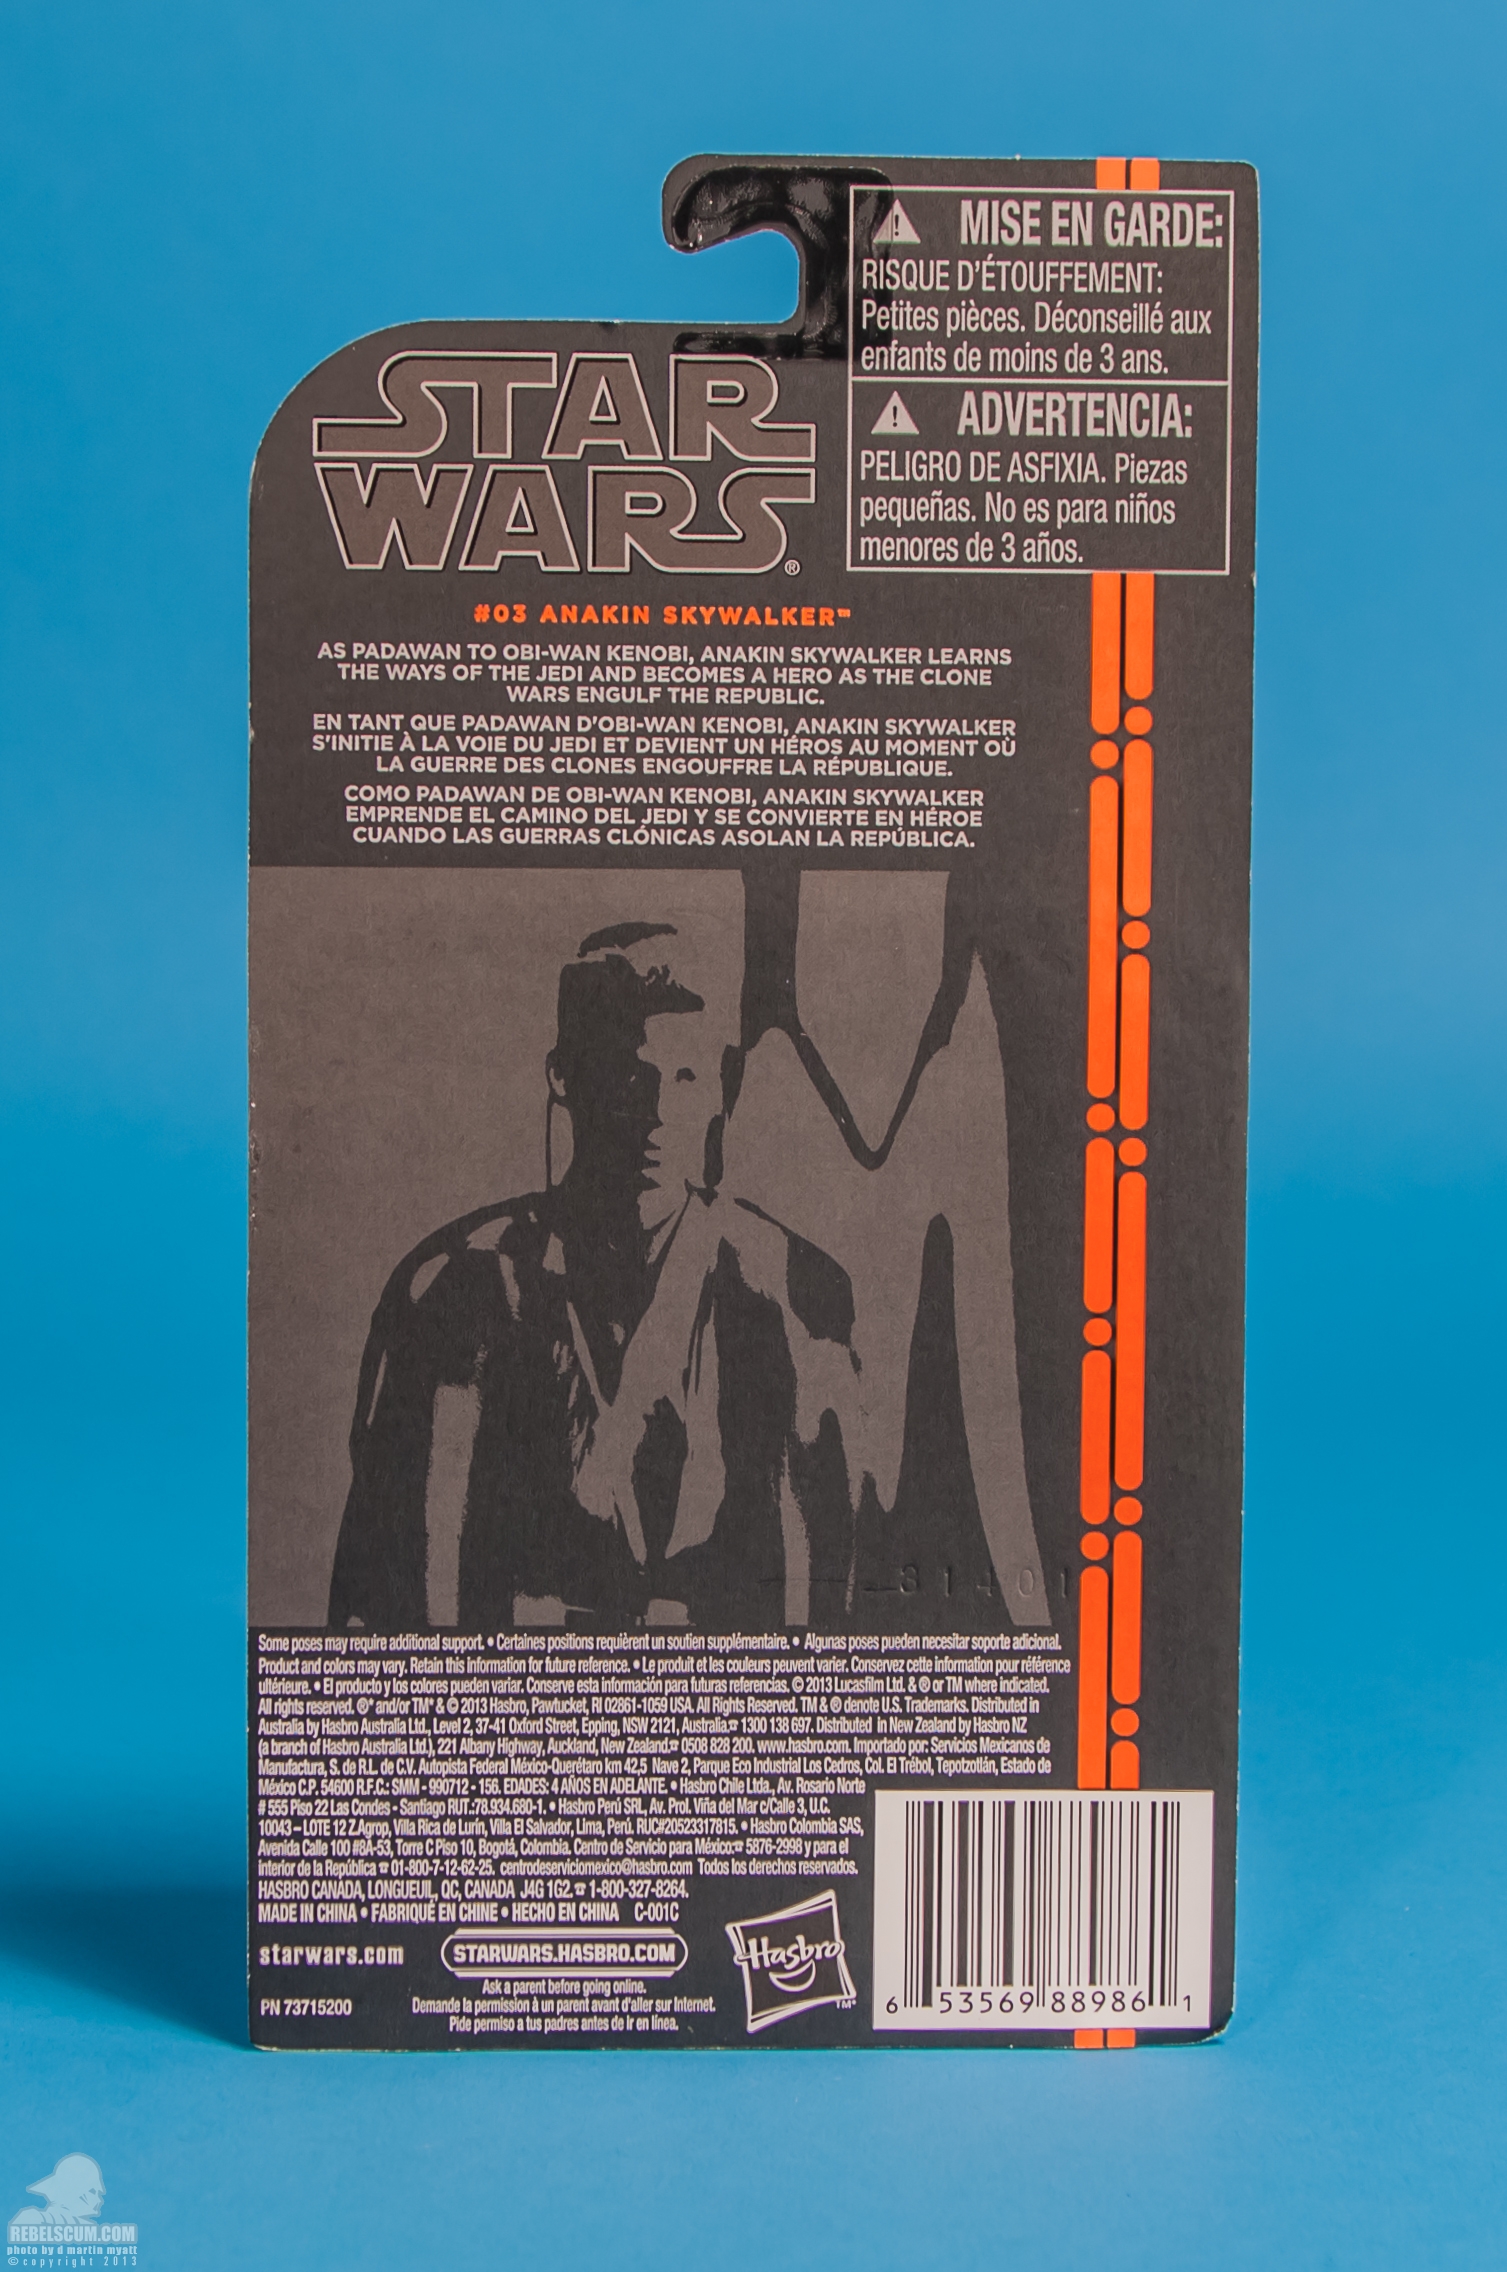 MISE EN GARDE:
RISQUE D'ÉTOUFFEMENT:
Petites pièces. Déconseillé aux
enfants de moins de 3 ans.
ADVERTENCIA:
PELIGRO DE ASFIXIA. Piezas
pequeñas. No es para niños
menores de 3 años.
STAR
WARS®
#03 ANAKIN SKYWALKER™
AS PADAWAN TO OBI-WAN KENOBI, ANAKIN SKYWALKER LEARNS
THE WAYS OF THE JEDI AND BECOMES A HERO AS THE CLONE
WARS ENGULF THE REPUBLIC.
EN TANT QUE PADAWAN D'OBI-WAN KENOBI, ANAKIN SKYWALKER
S'INITIE À LA VOIE DU JEDI ET DEVIENT UN HÉROS AU MOMENT OÙ
LA GUERRE DES CLONES ENGOUFFRE LA RÉPUBLIQUE.
COMO PADAWAN DE OBI-WAN KENOBI, ANAKIN SKYWALKER
EMPRENDE EL CAMINO DEL JEDI Y SE CONVIERTE EN HÉROE
CUANDO LAS GUERRAS CLÓNICAS ASOLAN LA REPÚBLICA.
31401
Some poses may require additional support. • Certaines positions requièrent un soutien supplémentaire. • Algunas poses pueden necesitar soporte adicional.
Product and colors may vary. Retain this information for future reference. • Le produit et les couleurs peuvent varier. Conservez cette information pour référence
ultérieure. • El producto y los colores pueden variar. Conserve esta información para futuras referencias. © 2013 Lucasfilm Ltd. & ® or TM where indicated.
All rights reserved. ®* and/or TM* & © 2013 Hasbro, Pawtucket, RI 02861-1059 USA. All Rights Reserved. TM & ® denote U.S. Trademarks. Distributed in
Australia by Hasbro Australia Ltd., Level 2, 37-41 Oxford Street, Epping, NSW 2121, Australia.☎ 1300 138 697. Distributed in New Zealand by Hasbro NZ
(a branch of Hasbro Australia Ltd.), 221 Albany Highway, Auckland, New Zealand.☎ 0508 828 200. www.hasbro.com. Importado por: Servicios Mexicanos de
Manufactura, S. de R.L. de C.V. Autopista Federal México-Querétaro km 42,5 Nave 2, Parque Eco Industrial Los Cedros, Col. El Trébol, Tepotzotlán, Estado de
México C.P. 54600 R.F.C.: SMM - 990712 - 156. EDADES: 4 AÑOS EN ADELANTE. • Hasbro Chile Ltda., Av. Rosario Norte
# 555 Piso 22 Las Condes - Santiago RUT.:78.934.680-1. • Hasbro Perú SRL, Av. Prol. Viña del Mar c/Calle 3, U.C.
10043 – LOTE 12 Z.Agrop, Villa Rica de Lurín, Villa El Salvador, Lima, Perú. RUC#20523317815. • Hasbro Colombia SAS,
Avenida Calle 100 #8A-53, Torre C Piso 10, Bogotá, Colombia. Centro de Servicio para México:☎ 5876-2998 y para el
interior de la República ☎ 01-800-7-12-62-25. centrodeserviciomexico@hasbro.com Todos los derechos reservados.
HASBRO CANADA, LONGUEUIL, QC, CANADA J4G 1G2.☎ 1-800-327-8264.
MADE IN CHINA • FABRIQUÉ EN CHINE • HECHO EN CHINA C-001C
starwars.com
STARWARS.HASBRO.COM
Ask a parent before going online.
Demande la permission à un parent avant d'aller sur Internet.
Pide permiso a tus padres antes de ir en línea.
PN 73715200
Hasbro
TM*
6 53569 88986 1
REBELSCUM.COM
photo by d martin myatt
© copyright 2013